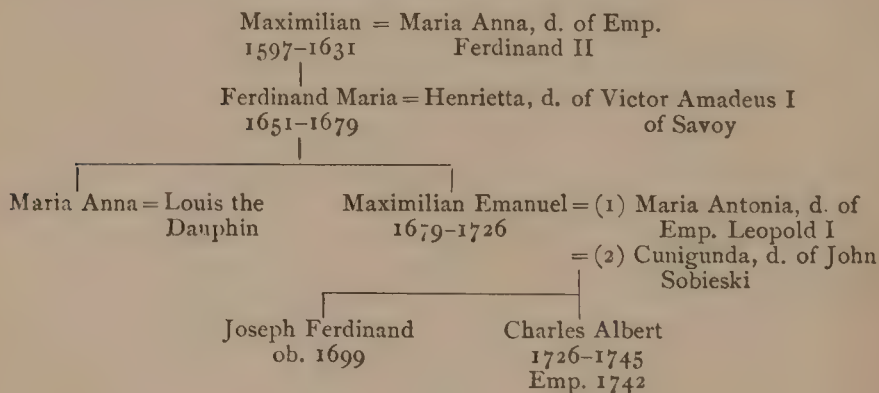 Maximilian = Maria Anna, d. of Emp.
1597–1631 Ferdinand II
Ferdinand Maria = Henrietta, d. of Victor Amadeus I
1651–1679 of Savoy
Maria Anna = Louis the Dauphin
Maximilian Emanuel = (1) Maria Antonia, d. of
1679–1726 Emp. Leopold I
= (2) Cunigunda, d. of John
Sobieski
Joseph Ferdinand
ob. 1699
Charles Albert
1726–1745
Emp. 1742